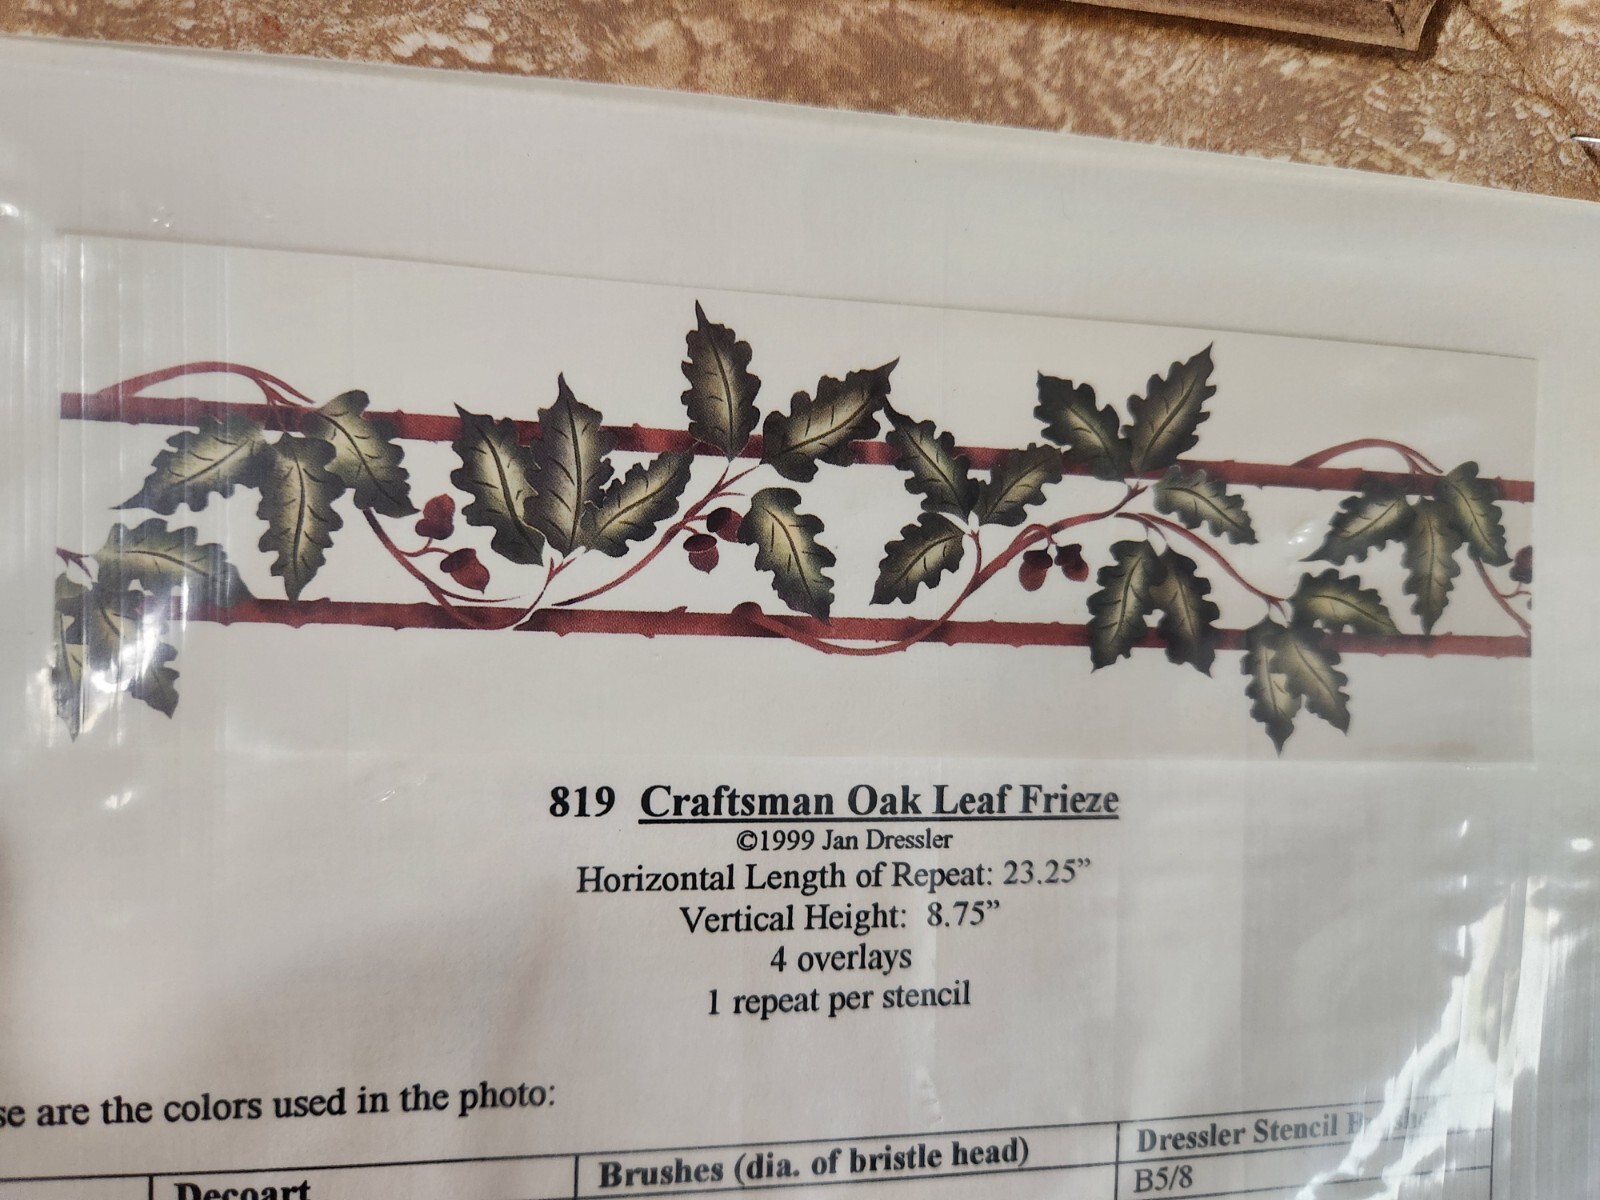 819 Craftsman Oak Leaf Frieze
©1999 Jan Dressler
Horizontal Length of Repeat: 23.25”
Vertical Height: 8.75”
4 overlays
1 repeat per stencil
se are the colors used in the photo:
Decoart
Brushes (dia. of bristle head)
Dressler Stencil
B5/8